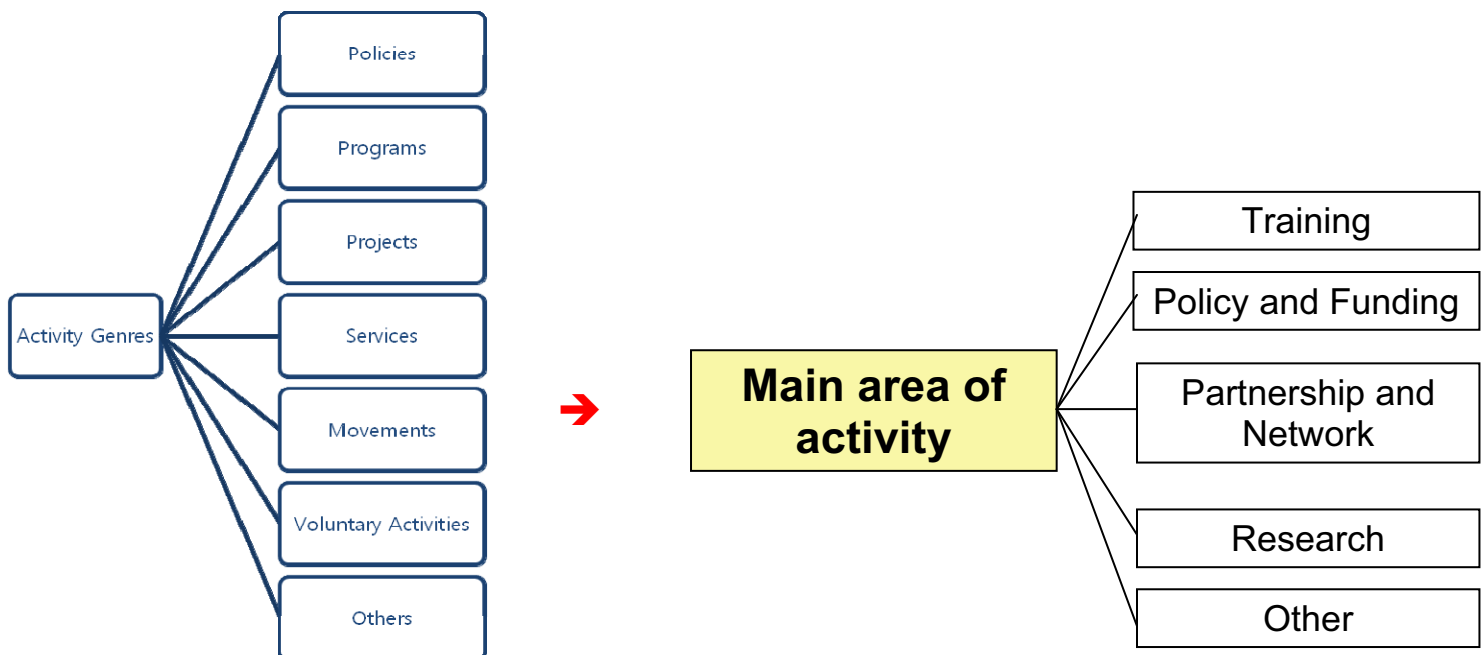 Policies
Programs
Projects
Activity Genres
Services
Movements
Voluntary Activities
Others
Main area of
activity
Training
Policy and Funding
Partnership and
Network
Research
Other